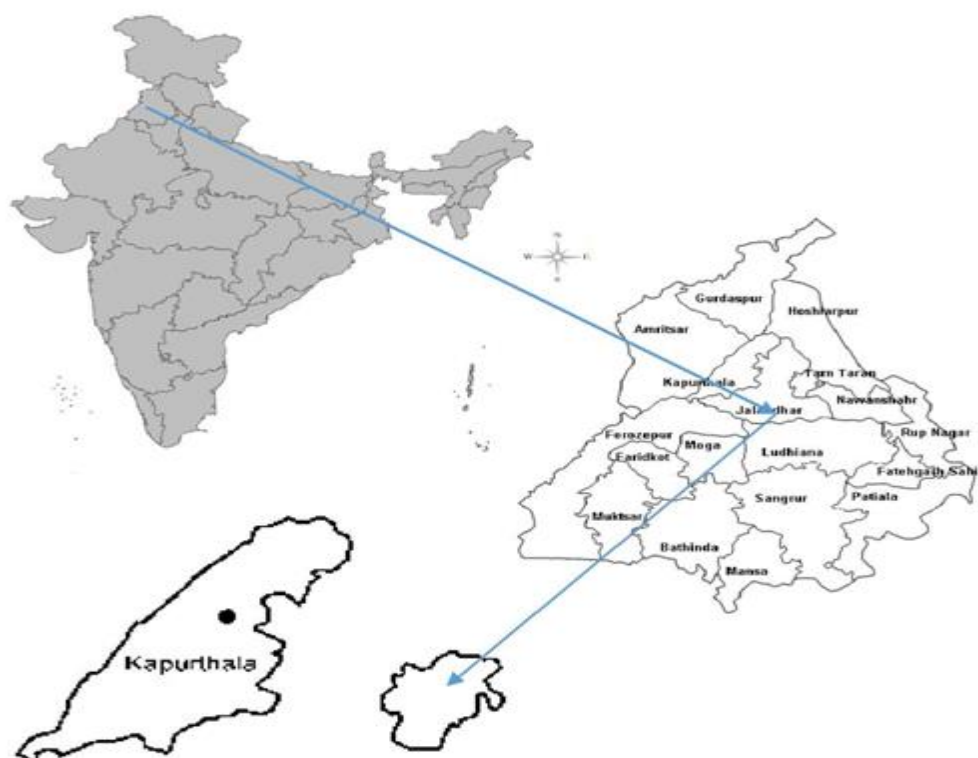 W E
Gurdaspur
Hoshiarpur
Amritsar
Tarn Taran
Kapurthala
Nawanshahr
Jalandhar
Rup Nagar
Ferozepur
Moga
Ludhiana
Faridkot
Fatehgadh Sahi
Sangrur
Patiala
Muktsar
Bathinda
Mansa
Kapurthala